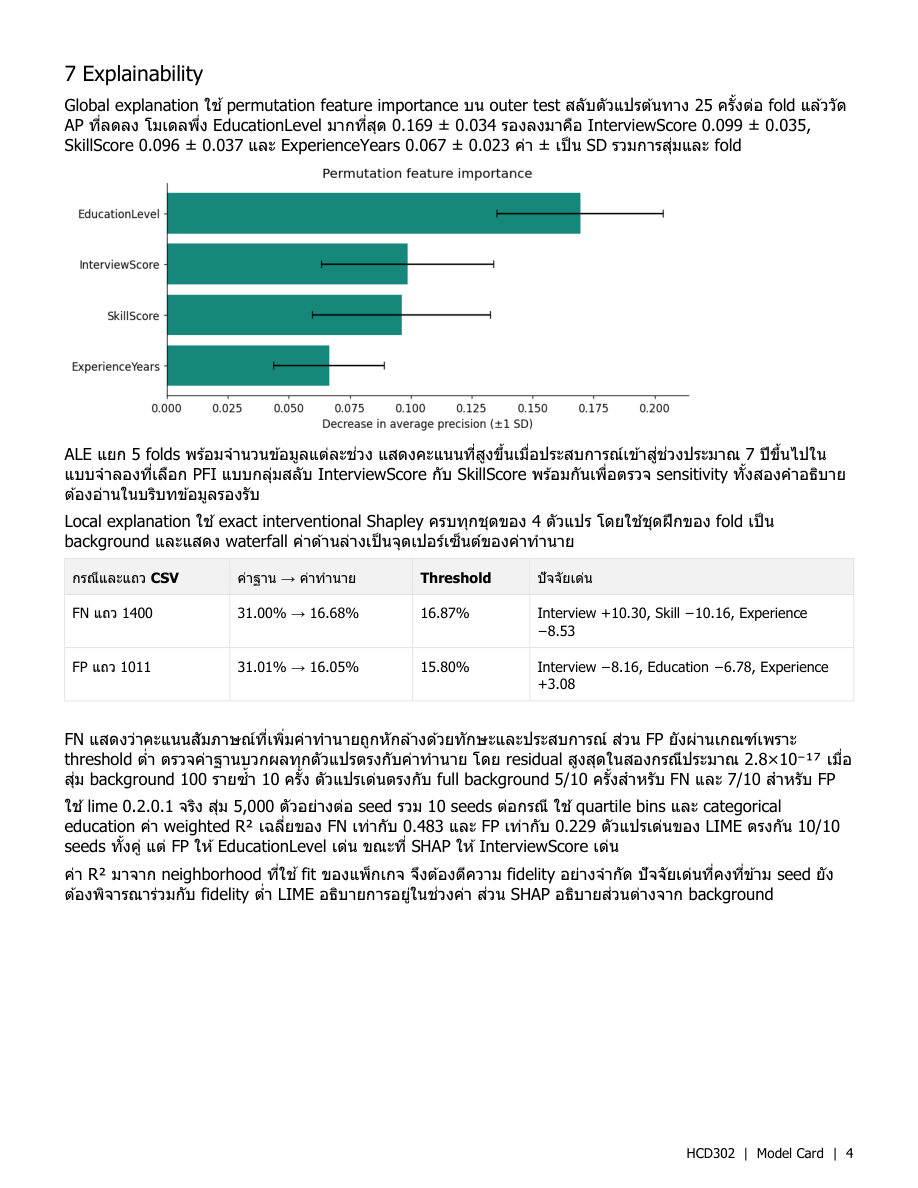 7 Explainability
Global explanation ใช้ permutation feature importance บน outer test สลับตัวแปรต้นทาง 25 ครั้งต่อ fold แล้ววัด
AP ที่ลดลง โมเดลพึ่ง EducationLevel มากที่สุด 0.169 ± 0.034 รองลงมาคือ InterviewScore 0.099 ± 0.035,
SkillScore 0.096 ± 0.037 และ ExperienceYears 0.067 ± 0.023 ค่า ± เป็น SD รวมการสุ่มและ fold
Permutation feature importance
EducationLevel
InterviewScore
SkillScore
ExperienceYears
0.000 0.025 0.050 0.075 0.100 0.125 0.150 0.175 0.200
Decrease in average precision (±1 SD)
ALE แยก 5 folds พร้อมจำนวนข้อมูลแต่ละช่วง แสดงคะแนนที่สูงขึ้นเมื่อประสบการณ์เข้าสู่ช่วงประมาณ 7 ปีขึ้นไปใน
แบบจำลองที่เลือก PFI แบบกลุ่มสลับ InterviewScore กับ SkillScore พร้อมกันเพื่อตรวจ sensitivity ทั้งสองคำอธิบาย
ต้องอ่านในบริบทข้อมูลรองรับ
Local explanation ใช้ exact interventional Shapley ครบทุกชุดของ 4 ตัวแปร โดยใช้ชุดฝึกของ fold เป็น
background และแสดง waterfall ค่าด้านล่างเป็นจุดเปอร์เซ็นต์ของค่าทำนาย
กรณีและแถว CSV ค่าฐาน → ค่าทำนาย Threshold ปัจจัยเด่น
FN แถว 1400 31.00% → 16.68% 16.87% Interview +10.30, Skill −10.16, Experience
−8.53
FP แถว 1011 31.01% → 16.05% 15.80% Interview −8.16, Education −6.78, Experience
+3.08
FN แสดงว่าคะแนนสัมภาษณ์ที่เพิ่มค่าทำนายถูกหักล้างด้วยทักษะและประสบการณ์ ส่วน FP ยังผ่านเกณฑ์เพราะ
threshold ต่ำ ตรวจค่าฐานบวกผลทุกตัวแปรตรงกับค่าทำนาย โดย residual สูงสุดในสองกรณีประมาณ 2.8×10⁻¹⁷ เมื่อ
สุ่ม background 100 รายซ้ำ 10 ครั้ง ตัวแปรเด่นตรงกับ full background 5/10 ครั้งสำหรับ FN และ 7/10 สำหรับ FP
ใช้ lime 0.2.0.1 จริง สุ่ม 5,000 ตัวอย่างต่อ seed รวม 10 seeds ต่อกรณี ใช้ quartile bins และ categorical
education ค่า weighted R² เฉลี่ยของ FN เท่ากับ 0.483 และ FP เท่ากับ 0.229 ตัวแปรเด่นของ LIME ตรงกัน 10/10
seeds ทั้งคู่ แต่ FP ให้ EducationLevel เด่น ขณะที่ SHAP ให้ InterviewScore เด่น
ค่า R² มาจาก neighborhood ที่ใช้ fit ของแพ็กเกจ จึงต้องตีความ fidelity อย่างจำกัด ปัจจัยเด่นที่คงที่ข้าม seed ยัง
ต้องพิจารณาร่วมกับ fidelity ต่ำ LIME อธิบายการอยู่ในช่วงค่า ส่วน SHAP อธิบายส่วนต่างจาก background
HCD302 | Model Card | 4